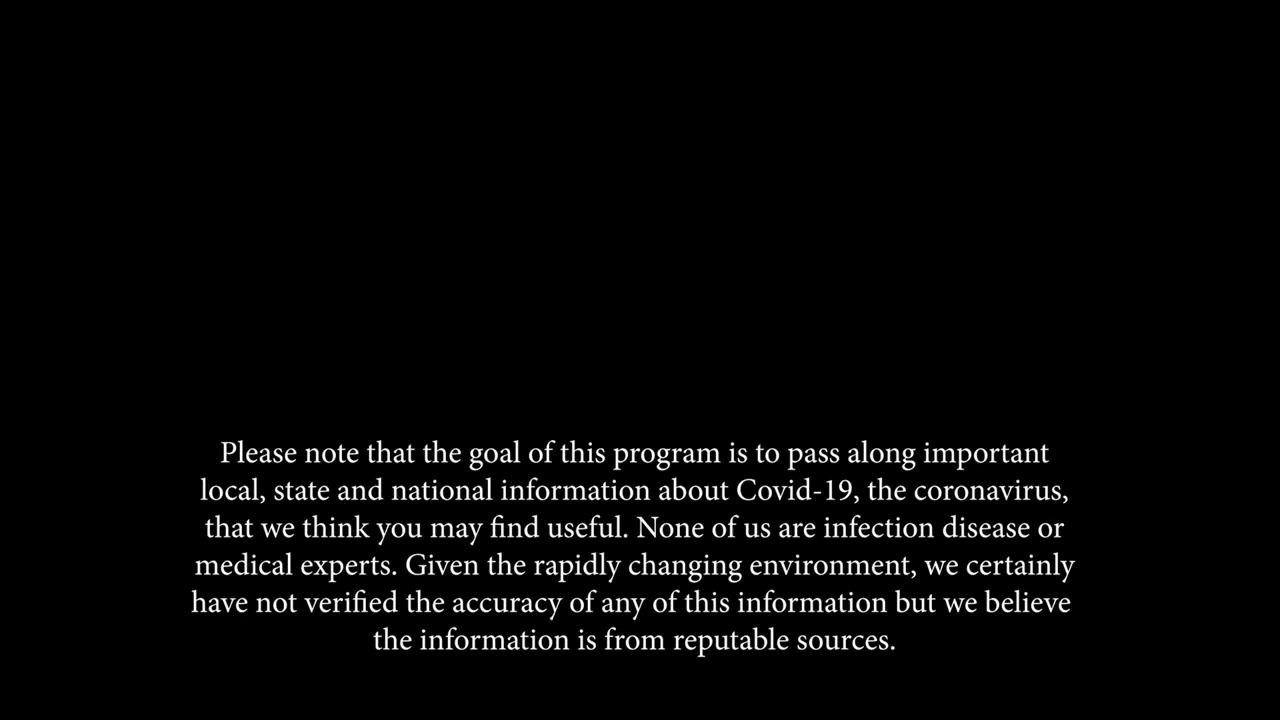 Please note that the goal of this program is to pass along important
local, state and national information about Covid-19, the coronavirus,
that we think you may find useful. None of us are infection disease or
medical experts. Given the rapidly changing environment, we certainly
have not verified the accuracy of any of this information but we believe
the information is from reputable sources.